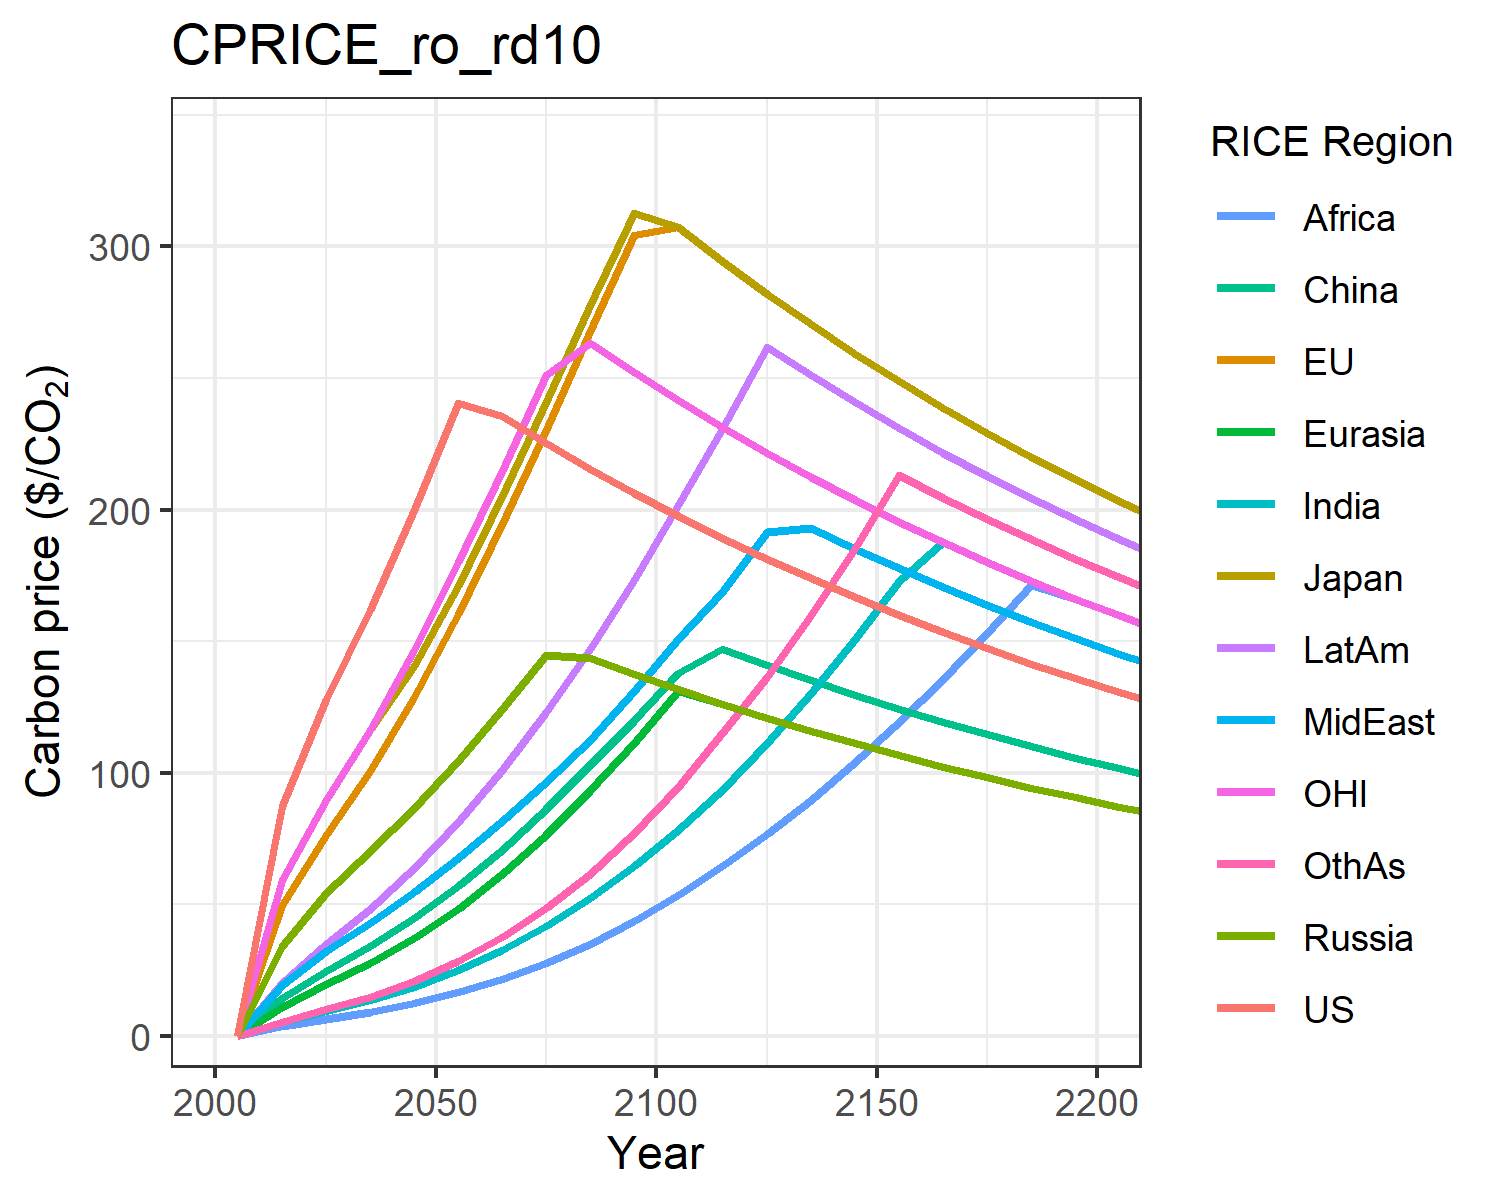 CPRICE_ro_rd10
Carbon price ($/CO₂)
300
200
100
0
2000 2050 2100 2150 2200
Year
RICE Region
Africa
China
EU
Eurasia
India
Japan
LatAm
MidEast
OHI
OthAs
Russia
US